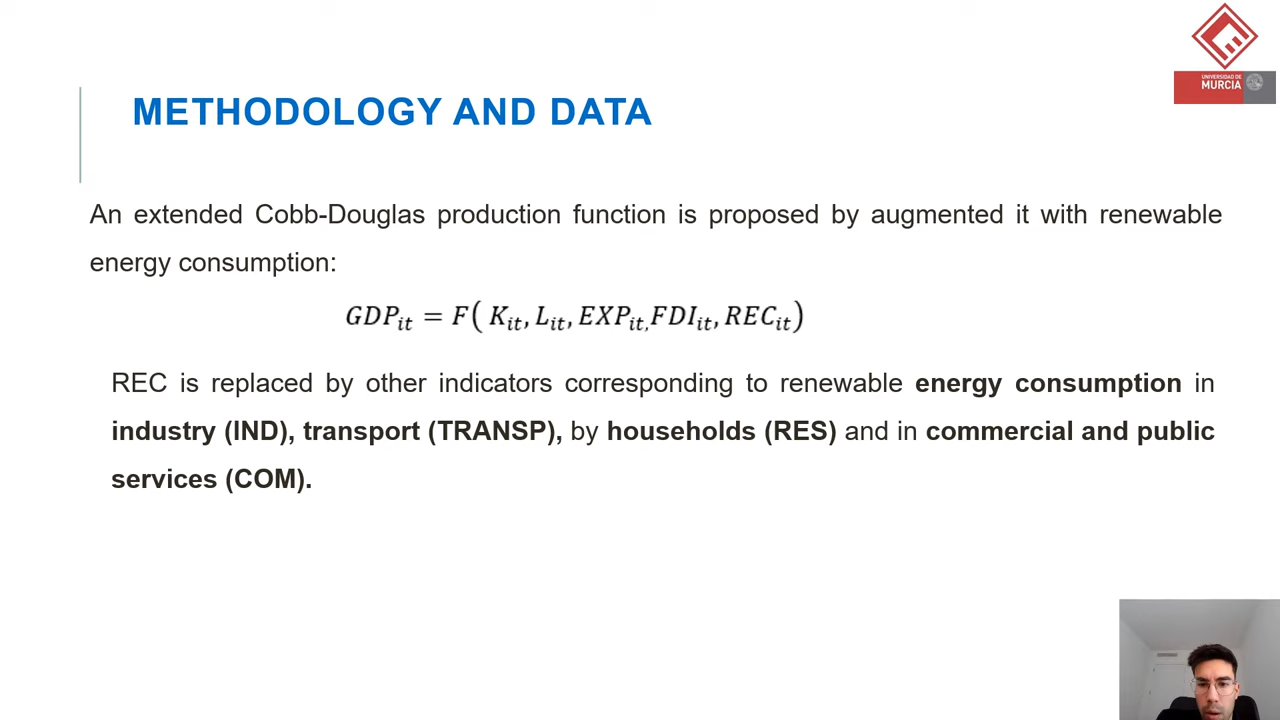 UNIVERSIDAD DE
MURCIA
METHODOLOGY AND DATA
An extended Cobb-Douglas production function is proposed by augmented it with renewable
energy consumption:
GDP_it = F( K_it, L_it, EXP_it, FDI_it, REC_it)
REC is replaced by other indicators corresponding to renewable energy consumption in
industry (IND), transport (TRANSP), by households (RES) and in commercial and public
services (COM).